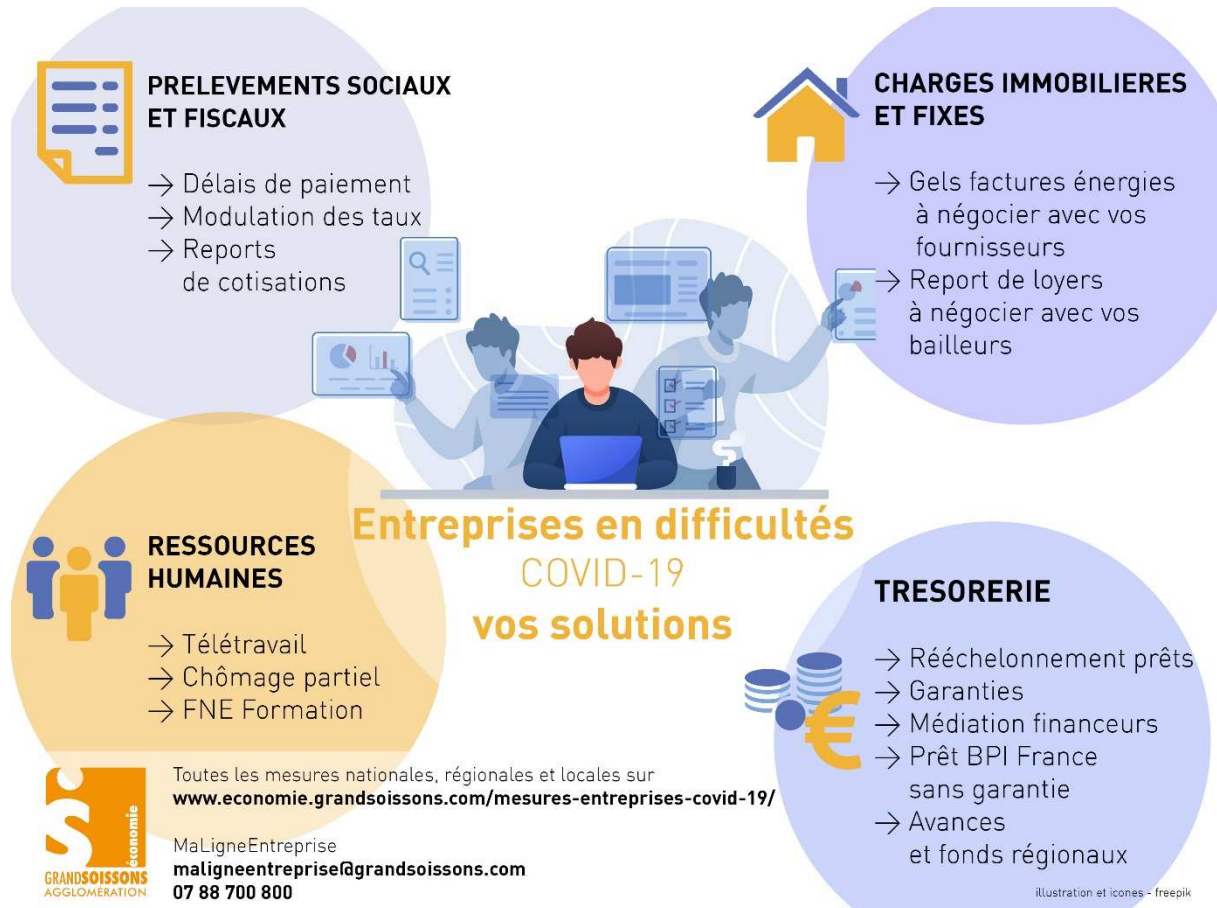 PRELEVEMENTS SOCIAUX
ET FISCAUX
→ Délais de paiement
→ Modulation des taux
→ Reports
de cotisations
CHARGES IMMOBILIERES
ET FIXES
→ Gels factures énergies
à négocier avec vos
fournisseurs
→ Report de loyers
à négocier avec vos
bailleurs
Entreprises en difficultés
COVID-19
vos solutions
RESSOURCES
HUMAINES
→ Télétravail
→ Chômage partiel
→ FNE Formation
TRESORERIE
→ Rééchelonnement prêts
→ Garanties
→ Médiation financeurs
→ Prêt BPI France
sans garantie
→ Avances
et fonds régionaux
Toutes les mesures nationales, régionales et locales sur
www.economie.grandsoissons.com/mesures-entreprises-covid-19/
MaLigneEntreprise
maligneentreprise@grandsoissons.com
07 88 700 800
économie
GRANDSOISSONS
AGGLOMÉRATION
illustration et icones - freepik